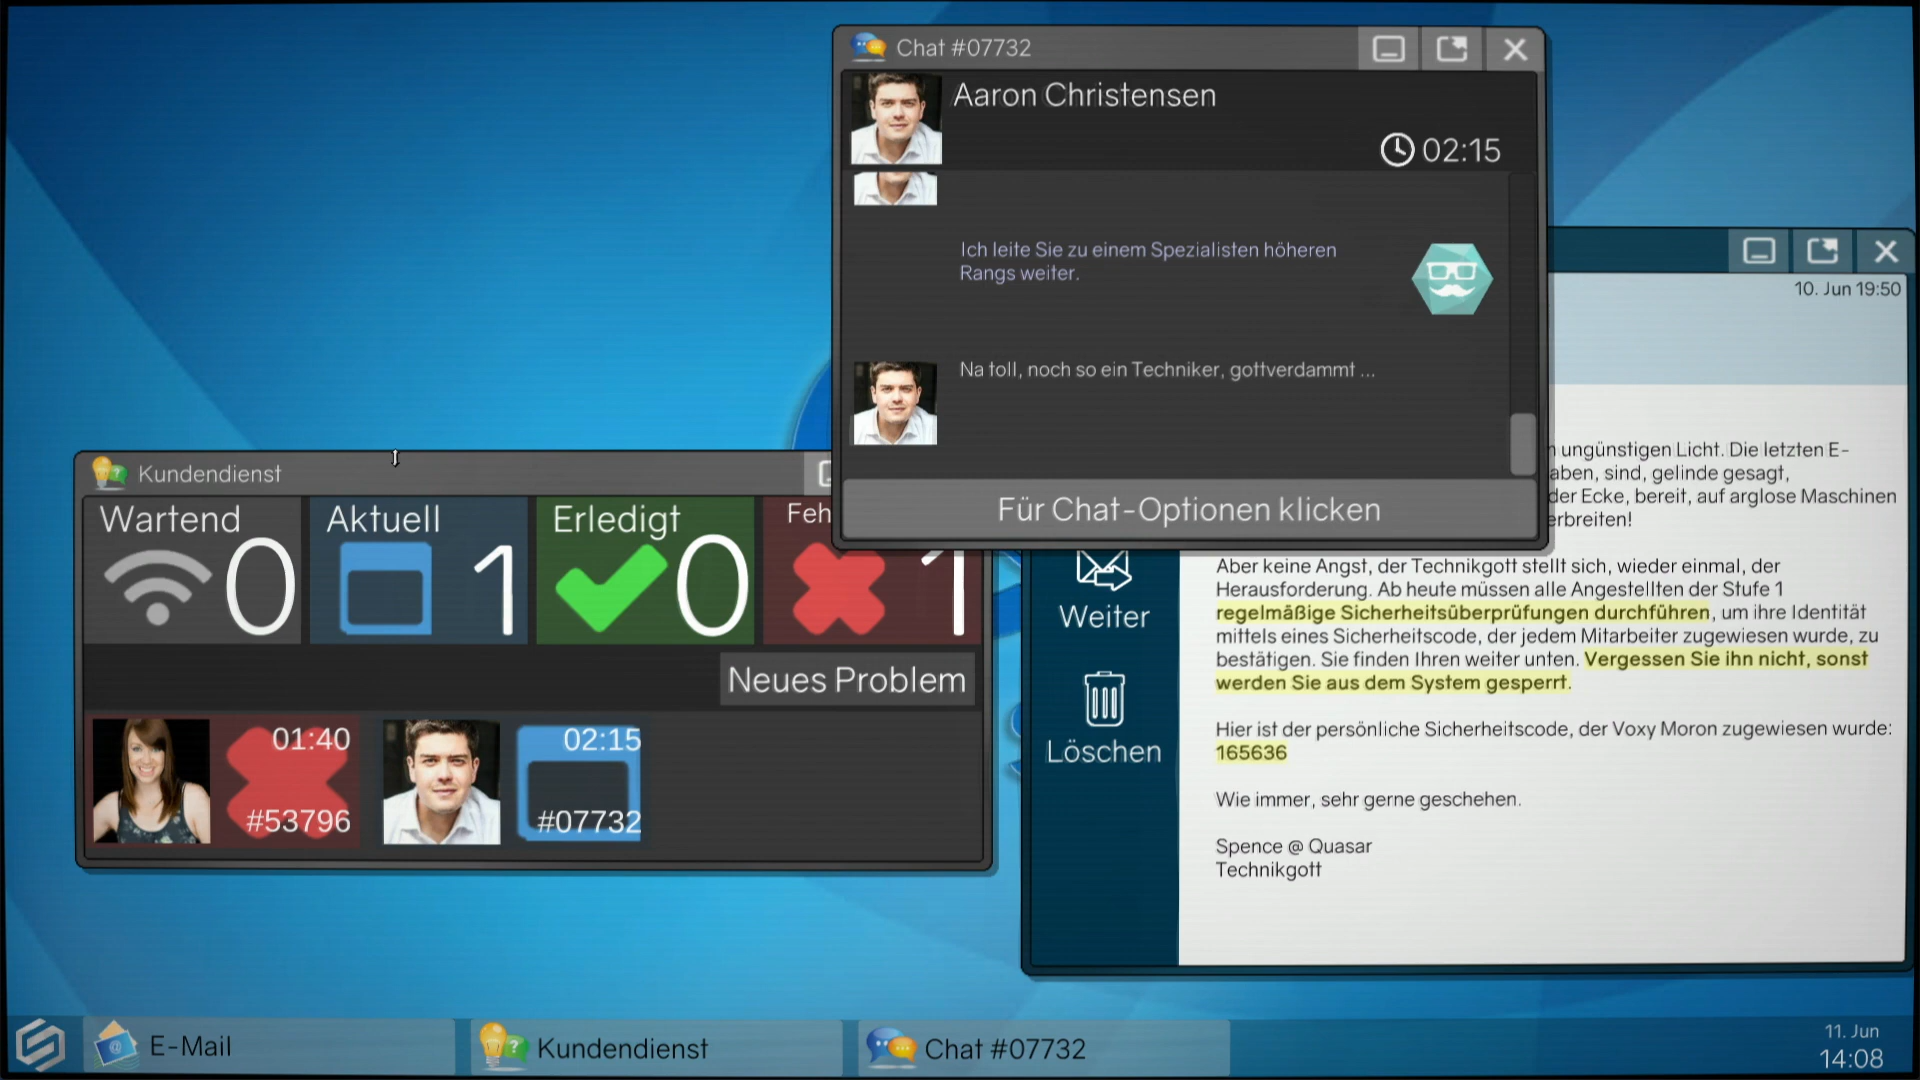 Chat #07732
Aaron Christensen
02:15
Ich leite Sie zu einem Spezialisten höheren
Rangs weiter.
Na toll, noch so ein Techniker, gottverdammt ...
Für Chat-Optionen klicken
Kundendienst
Wartend
0
Aktuell
1
Erledigt
0
Feh
1
Neues Problem
01:40
#53796
02:15
#07732
10. Jun 19:50
ungünstigen Licht. Die letzten E-
aben, sind, gelinde gesagt,
der Ecke, bereit, auf arglose Maschinen
erbreiten!
Aber keine Angst, der Technikgott stellt sich, wieder einmal, der
Herausforderung. Ab heute müssen alle Angestellten der Stufe 1
regelmäßige Sicherheitsüberprüfungen durchführen, um ihre Identität
mittels eines Sicherheitscode, der jedem Mitarbeiter zugewiesen wurde, zu
bestätigen. Sie finden Ihren weiter unten. Vergessen Sie ihn nicht, sonst
werden Sie aus dem System gesperrt.
Hier ist der persönliche Sicherheitscode, der Voxy Moron zugewiesen wurde:
165636
Wie immer, sehr gerne geschehen.
Spence @ Quasar
Technikgott
Weiter
Löschen
E-Mail
Kundendienst
Chat #07732
11. Jun
14:08